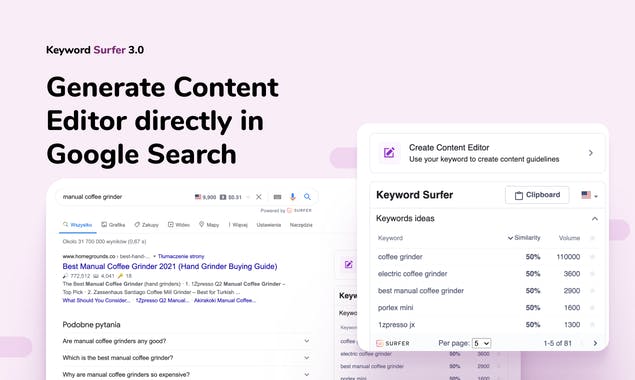 Keyword Surfer 3.0
Generate Content
Editor directly in
Google Search
manual coffee grinder
9,900 $0.51
Powered by SURFER
Wszystko Grafika Zakupy Wideo Mapy Więcej Ustawienia Narzędzia
Około 31 700 000 wyników (0,67 s)
www.homegrounds.co › best-hand-... Tłumaczenie strony
Best Manual Coffee Grinder 2021 (Hand Grinder Buying Guide)
772,512 4,041 18
The Best Manual Coffee Grinder (hand grinders) · 1. 1Zpresso Q2 Manual Coffee Grinder –
Top Pick · 2. Zassenhaus Santiago Coffee Mill Grinder – Best for Turkish ...
What Should You Consider... 1Zpresso Q2 Manual... Akirakoki Manual Coffee...
Podobne pytania
Are manual coffee grinders any good?
Which is the best manual coffee grinder?
Why are manual coffee grinders so expensive?
Keyword
Keywords
Keyword
coffee grinder
electric coffee grinder 50% 3600
best manual coffee grinder 50% 2900
Create Content Editor
Use your keyword to create content guidelines
Keyword Surfer Clipboard
Keywords ideas
Keyword Similarity Volume
coffee grinder 50% 110000
electric coffee grinder 50% 3600
best manual coffee grinder 50% 2900
portex mini 50% 1600
1zpresso jx 50% 1300
SURFER Per page: 5 1-5 of 81